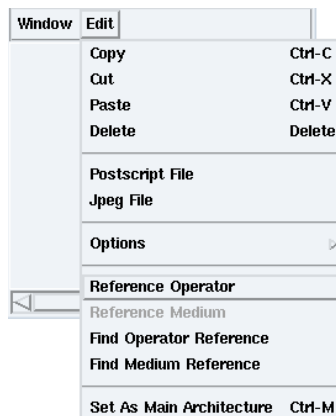 Window Edit
Copy Ctrl-C
Cut Ctrl-X
Paste Ctrl-V
Delete Delete
Postscript File
Jpeg File
Options
Reference Operator
Reference Medium
Find Operator Reference
Find Medium Reference
Set As Main Architecture Ctrl-M